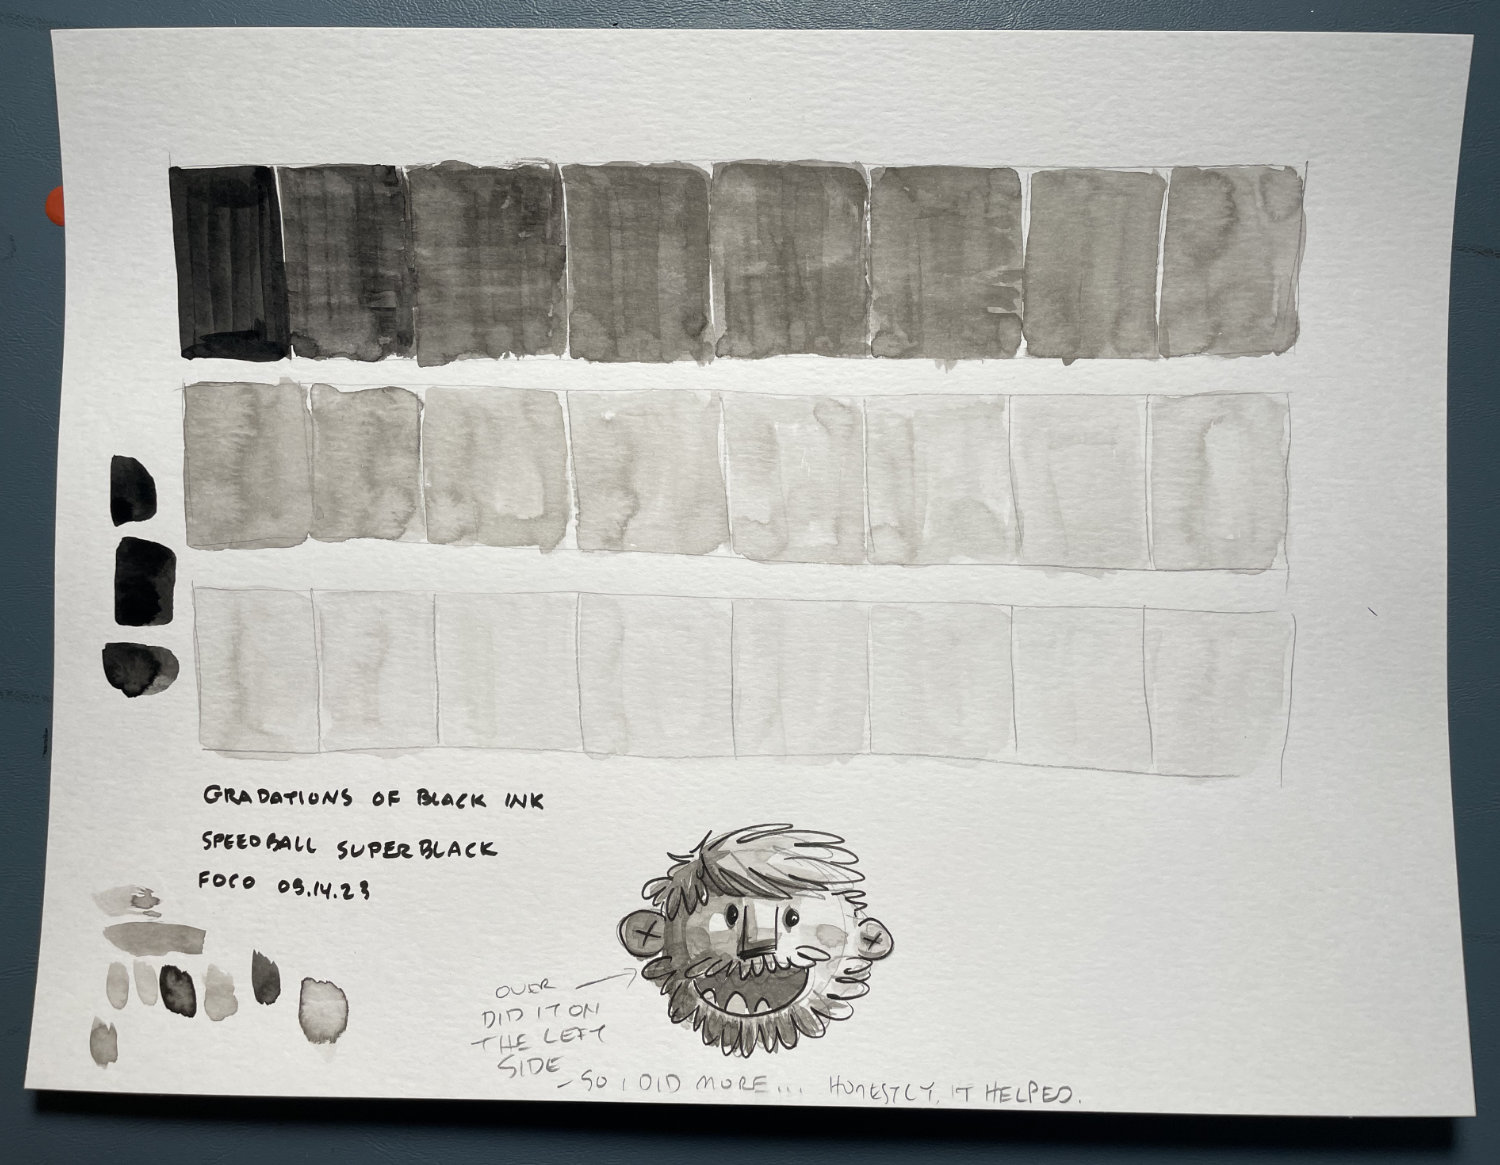 GRADATIONS OF BLACK INK
SPEEDBALL SUPERBLACK
FOCO 09.14.23
OVER
DID IT ON
THE LEFT
SIDE
- SO I DID MORE... HONESTLY, IT HELPED.